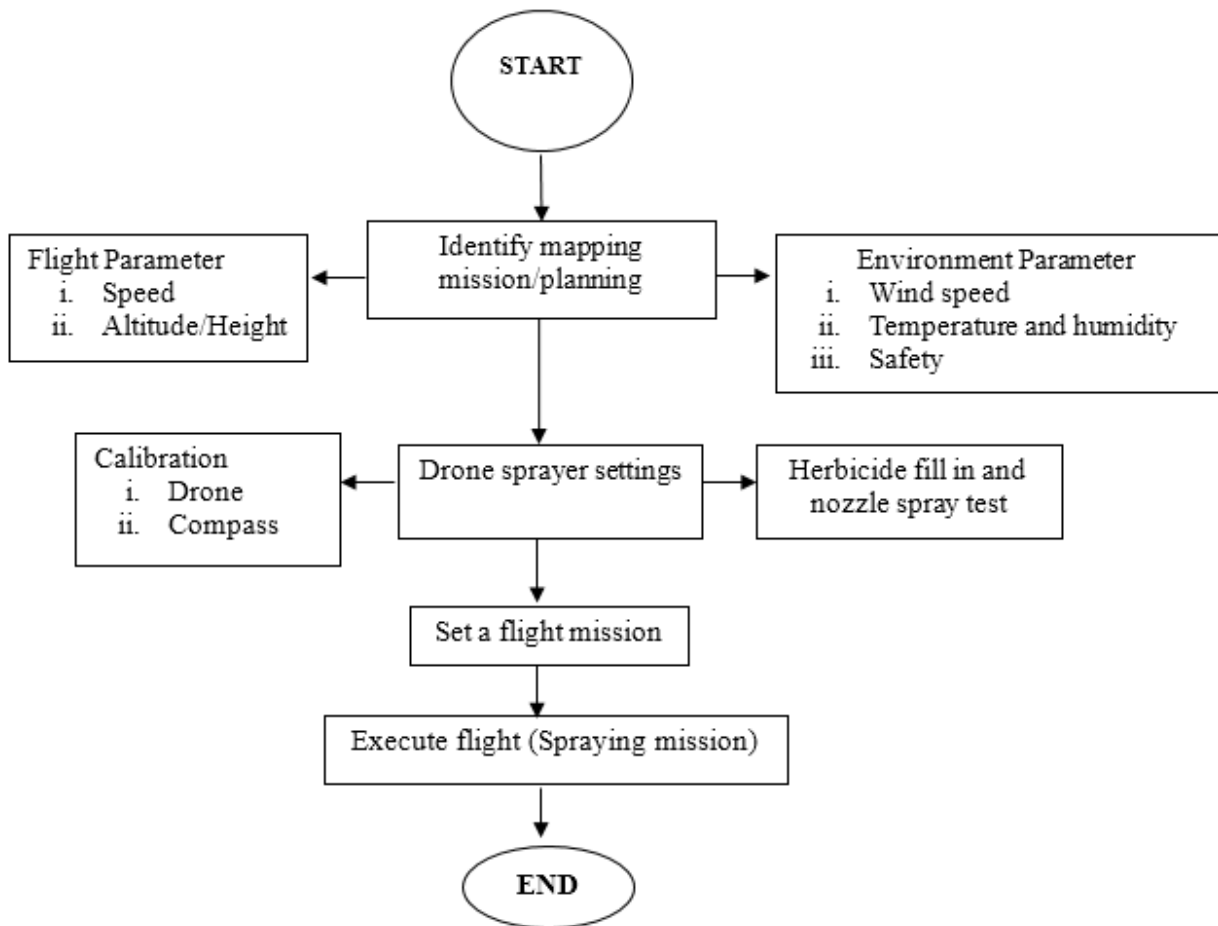 START
Identify mapping
mission/planning
Flight Parameter
i. Speed
ii. Altitude/Height
Environment Parameter
i. Wind speed
ii. Temperature and humidity
iii. Safety
Calibration
i. Drone
ii. Compass
Drone sprayer settings
Herbicide fill in and
nozzle spray test
Set a flight mission
Execute flight (Spraying mission)
END